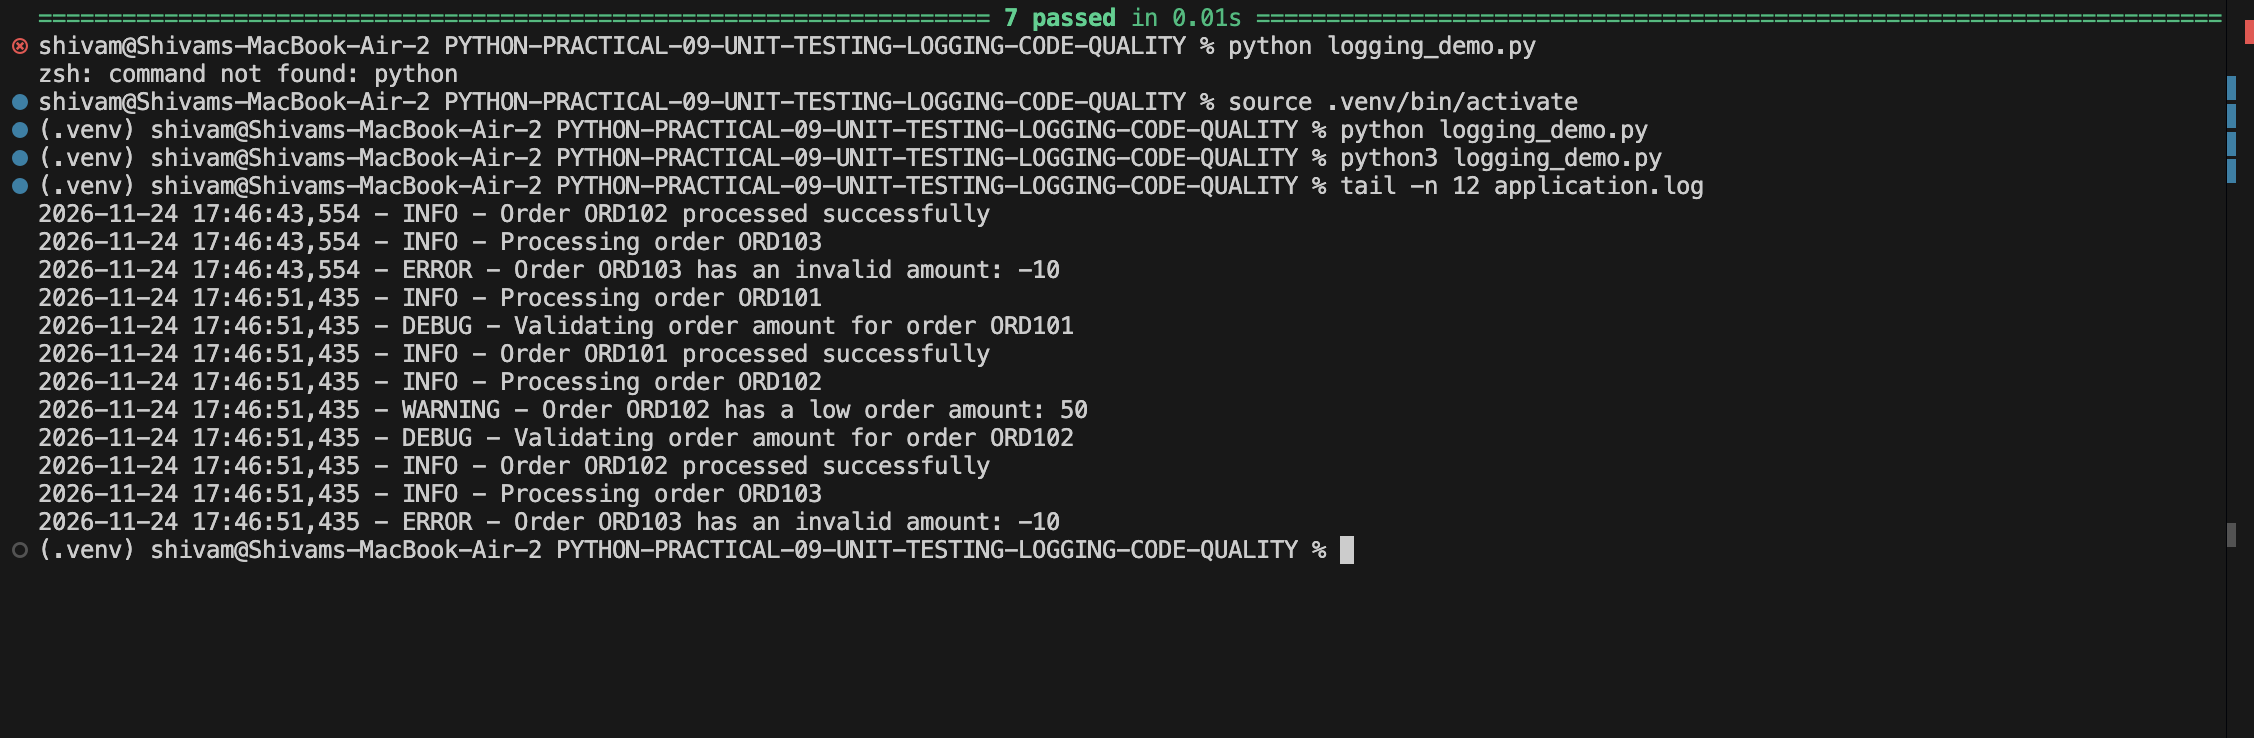 ===================================================================== 7 passed in 0.01s =====================================================================
shivam@Shivams-MacBook-Air-2 PYTHON-PRACTICAL-09-UNIT-TESTING-LOGGING-CODE-QUALITY % python logging_demo.py
zsh: command not found: python
shivam@Shivams-MacBook-Air-2 PYTHON-PRACTICAL-09-UNIT-TESTING-LOGGING-CODE-QUALITY % source .venv/bin/activate
(.venv) shivam@Shivams-MacBook-Air-2 PYTHON-PRACTICAL-09-UNIT-TESTING-LOGGING-CODE-QUALITY % python logging_demo.py
(.venv) shivam@Shivams-MacBook-Air-2 PYTHON-PRACTICAL-09-UNIT-TESTING-LOGGING-CODE-QUALITY % python3 logging_demo.py
(.venv) shivam@Shivams-MacBook-Air-2 PYTHON-PRACTICAL-09-UNIT-TESTING-LOGGING-CODE-QUALITY % tail -n 12 application.log
2026-11-24 17:46:43,554 - INFO - Order ORD102 processed successfully
2026-11-24 17:46:43,554 - INFO - Processing order ORD103
2026-11-24 17:46:43,554 - ERROR - Order ORD103 has an invalid amount: -10
2026-11-24 17:46:51,435 - INFO - Processing order ORD101
2026-11-24 17:46:51,435 - DEBUG - Validating order amount for order ORD101
2026-11-24 17:46:51,435 - INFO - Order ORD101 processed successfully
2026-11-24 17:46:51,435 - INFO - Processing order ORD102
2026-11-24 17:46:51,435 - WARNING - Order ORD102 has a low order amount: 50
2026-11-24 17:46:51,435 - DEBUG - Validating order amount for order ORD102
2026-11-24 17:46:51,435 - INFO - Order ORD102 processed successfully
2026-11-24 17:46:51,435 - INFO - Processing order ORD103
2026-11-24 17:46:51,435 - ERROR - Order ORD103 has an invalid amount: -10
(.venv) shivam@Shivams-MacBook-Air-2 PYTHON-PRACTICAL-09-UNIT-TESTING-LOGGING-CODE-QUALITY %